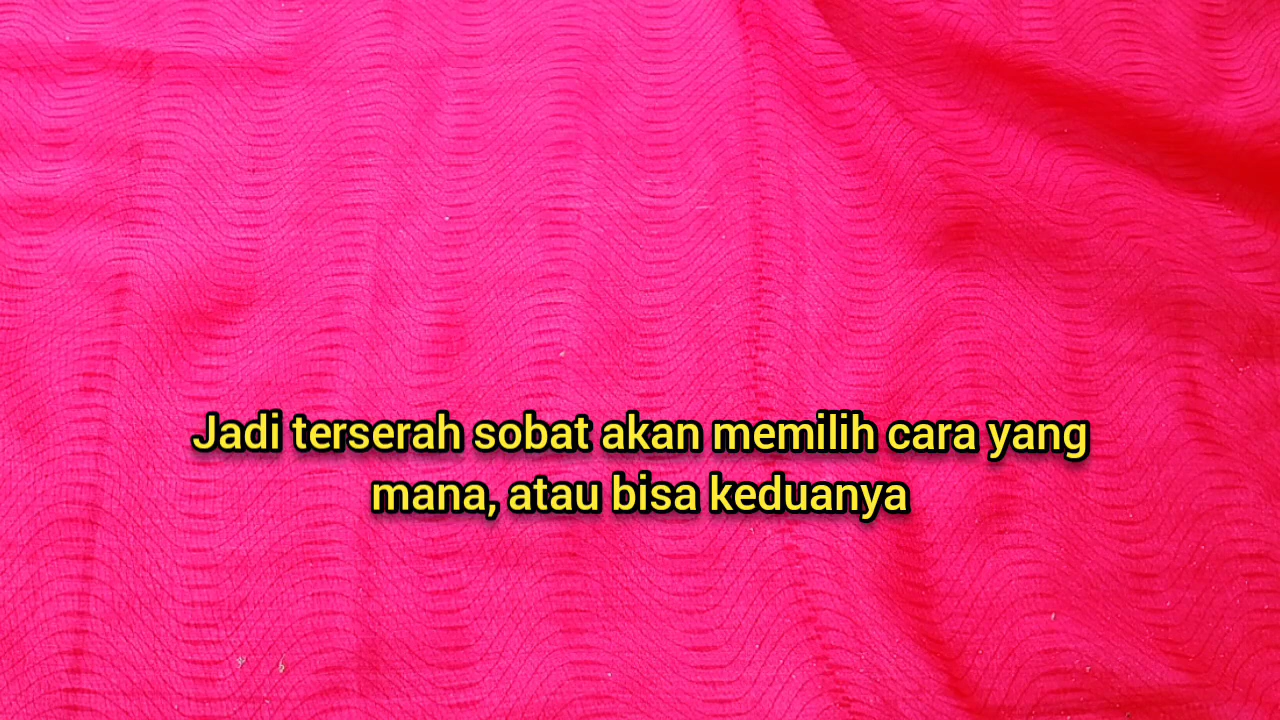 Jadi terserah sobat akan memilih cara yang
mana, atau bisa keduanya